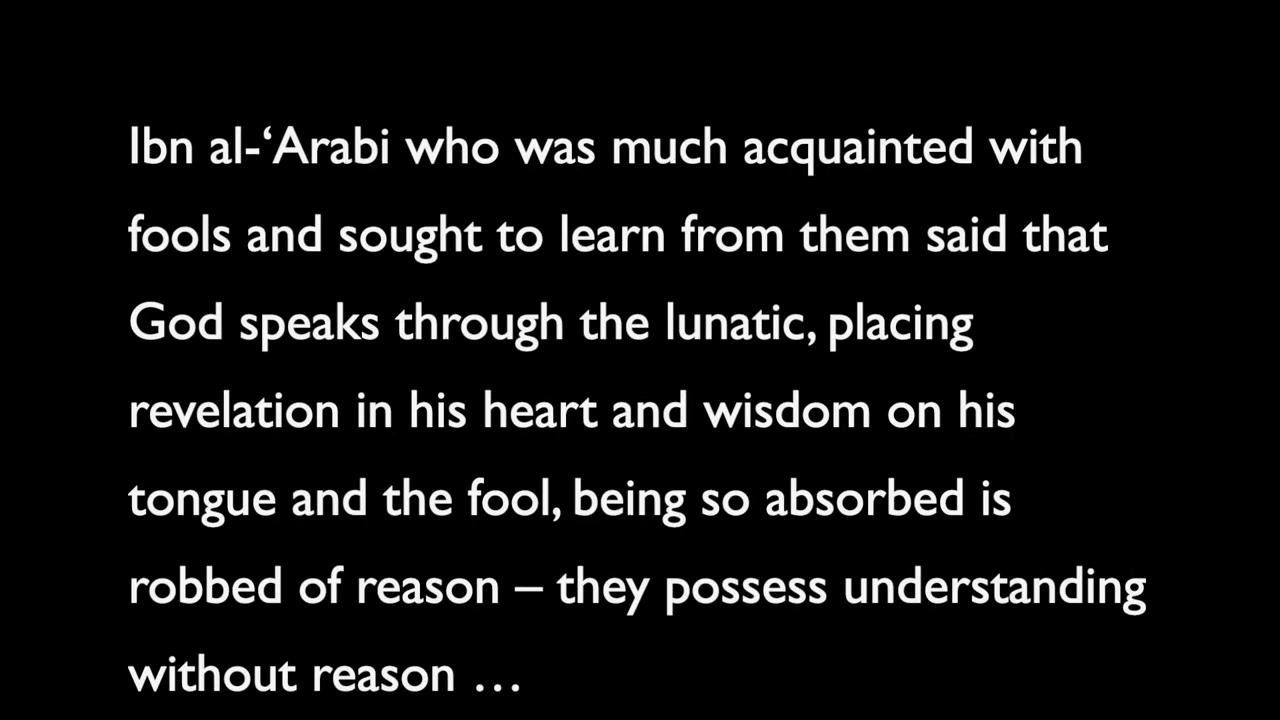 Ibn al-‘Arabi who was much acquainted with
fools and sought to learn from them said that
God speaks through the lunatic, placing
revelation in his heart and wisdom on his
tongue and the fool, being so absorbed is
robbed of reason – they possess understanding
without reason …